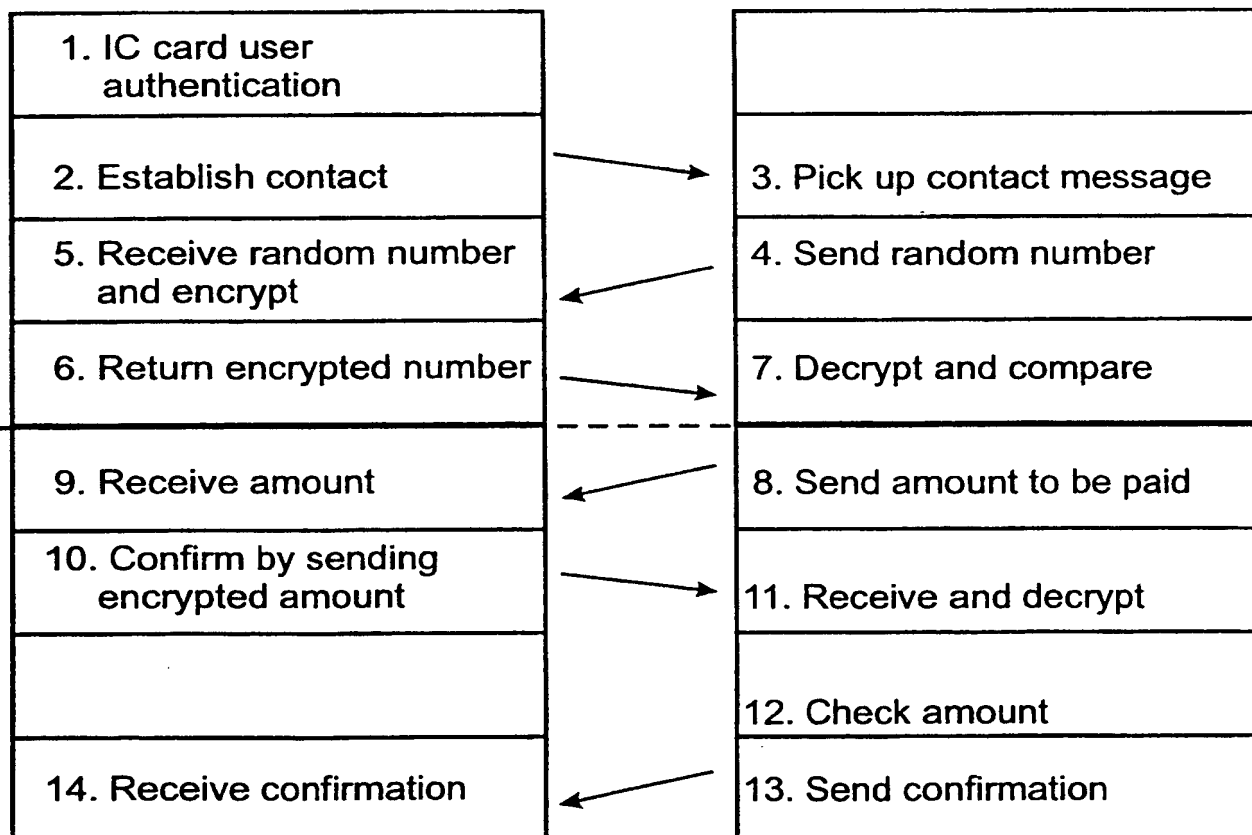 1. IC card user
authentication
2. Establish contact
3. Pick up contact message
5. Receive random number
and encrypt
4. Send random number
6. Return encrypted number
7. Decrypt and compare
9. Receive amount
8. Send amount to be paid
10. Confirm by sending
encrypted amount
11. Receive and decrypt
12. Check amount
14. Receive confirmation
13. Send confirmation